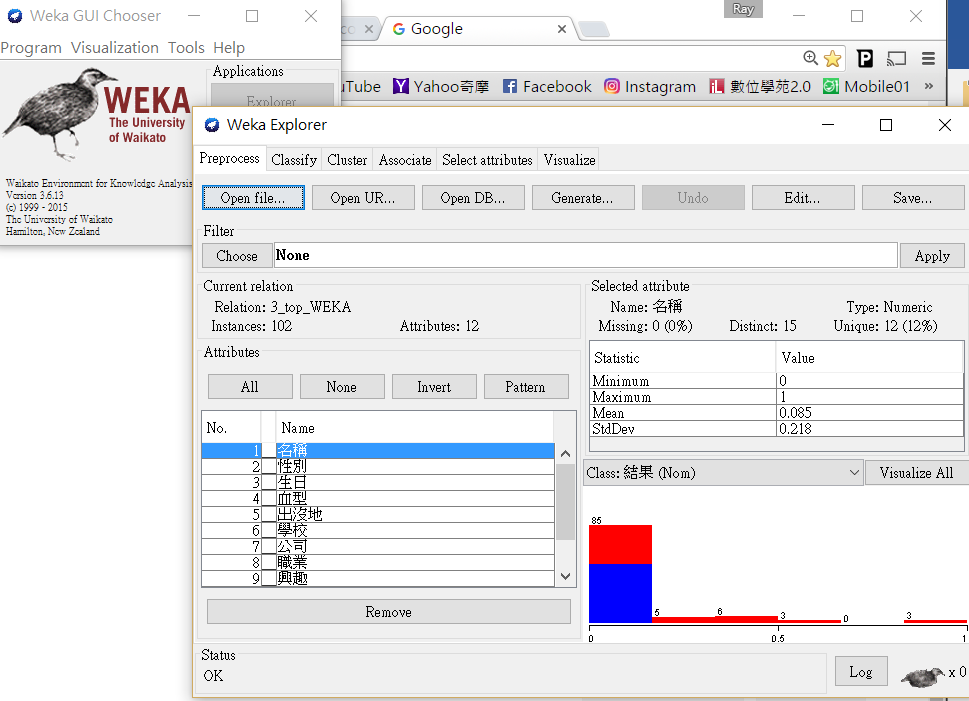 Weka GUI Chooser
Program Visualization Tools Help
Applications
Explorer
WEKA
The University
of Waikato
Waikato Environment for Knowledge Analysis
Version 3.6.13
(c) 1999 - 2015
The University of Waikato
Hamilton, New Zealand
Ray
co
Google
uTube
Yahoo奇摩
Facebook
Instagram
數位學苑2.0
Mobile01
»
Weka Explorer
Preprocess Classify Cluster Associate Select attributes Visualize
Open file... Open UR... Open DB... Generate... Undo Edit... Save...
Filter
Choose None Apply
Current relation
Relation: 3_top_WEKA
Instances: 102 Attributes: 12
Attributes
All None Invert Pattern
No. Name
1 名稱
2 性別
3 生日
4 血型
5 出沒地
6 學校
7 公司
8 職業
9 興趣
Remove
Selected attribute
Name: 名稱 Type: Numeric
Missing: 0 (0%) Distinct: 15 Unique: 12 (12%)
Statistic Value
Minimum 0
Maximum 1
Mean 0.085
StdDev 0.218
Class: 結果 (Nom) Visualize All
85
5 6 3 0 3
0 0.5 1
Status
OK
Log x 0